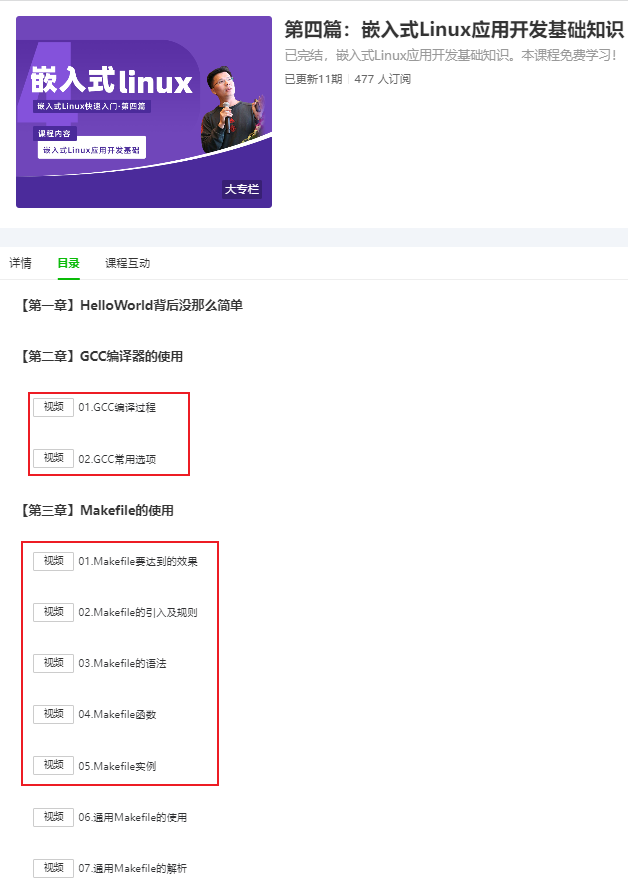 4
嵌入式linux
嵌入式Linux快速入门-第四篇
课程内容
嵌入式Linux应用开发基础
大专栏
第四篇：嵌入式Linux应用开发基础知识
已完结，嵌入式Linux应用开发基础知识。本课程免费学习！
已更新11期 | 477 人订阅
详情 目录 课程互动
【第一章】HelloWorld背后没那么简单
【第二章】GCC编译器的使用
视频 01.GCC编译过程
视频 02.GCC常用选项
【第三章】Makefile的使用
视频 01.Makefile要达到的效果
视频 02.Makefile的引入及规则
视频 03.Makefile的语法
视频 04.Makefile函数
视频 05.Makefile实例
视频 06.通用Makefile的使用
视频 07.通用Makefile的解析